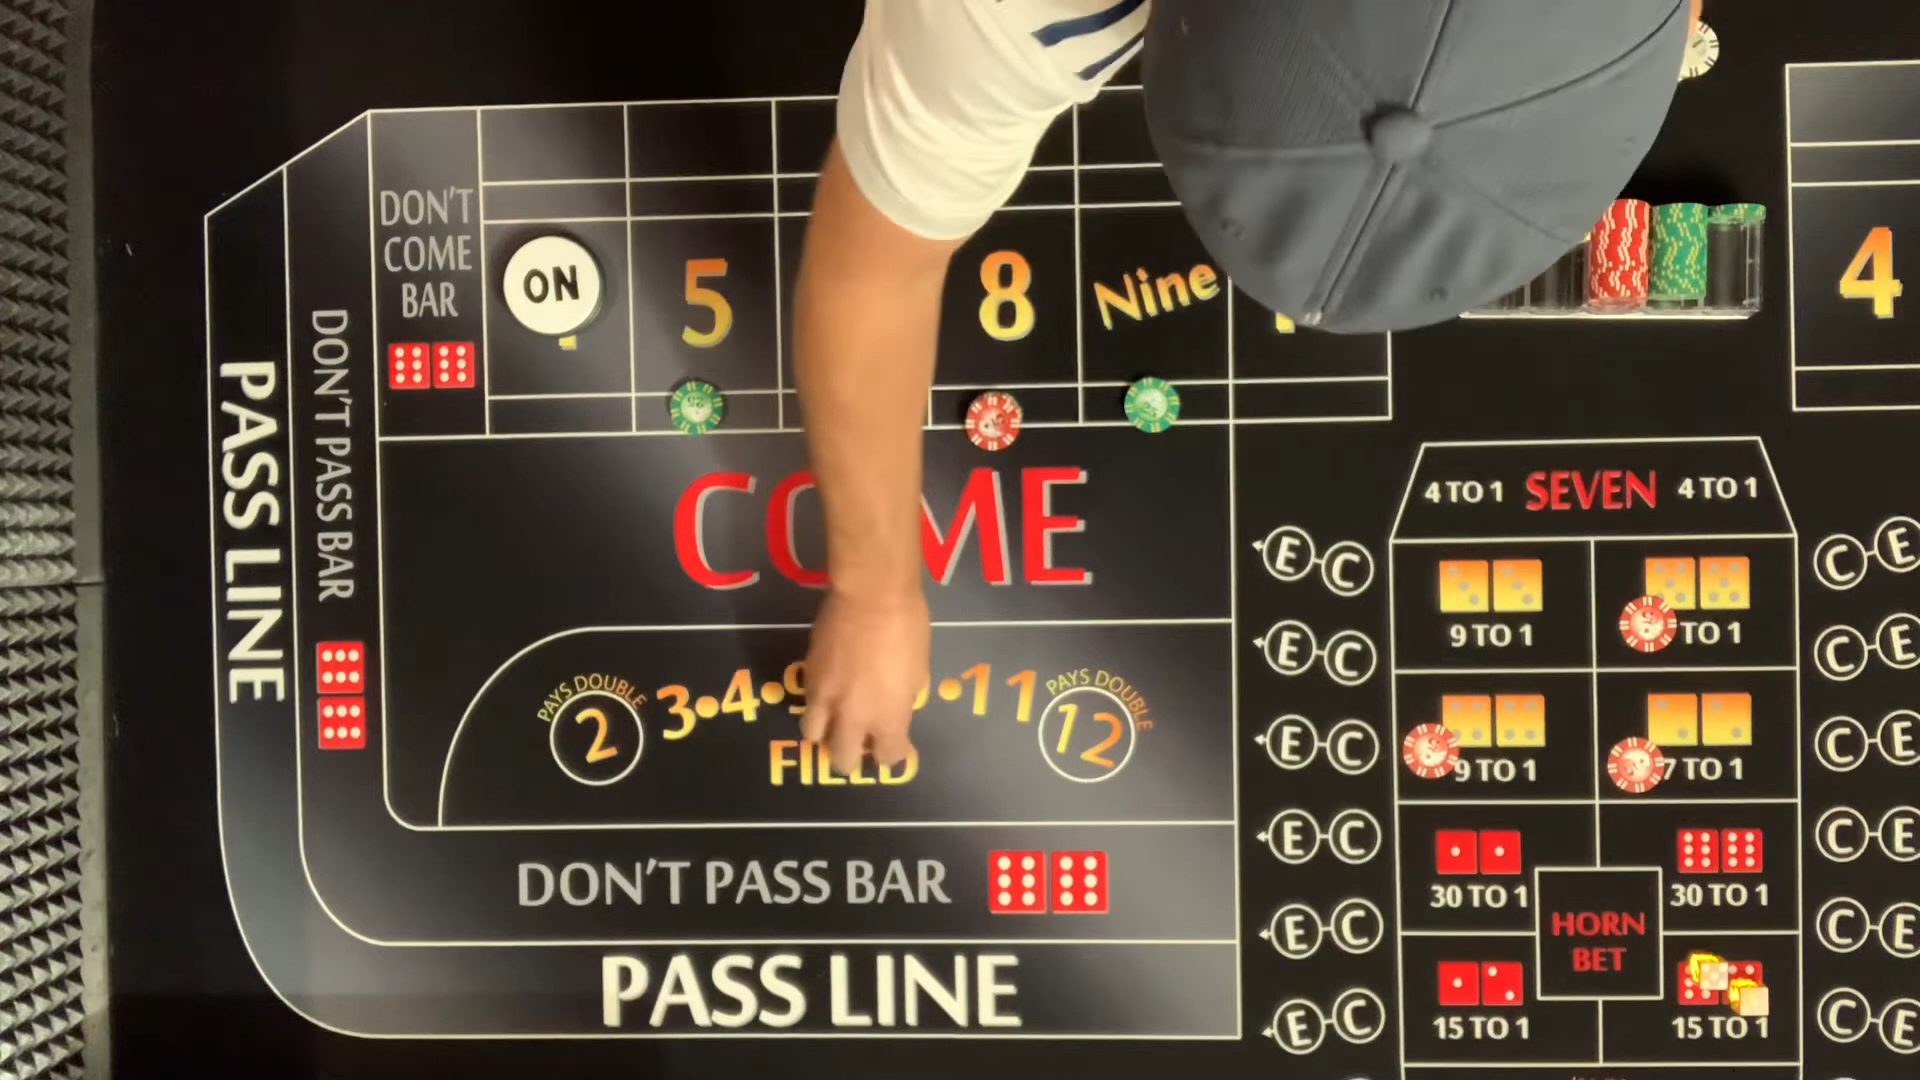 DON'T
COME
BAR
ON
5
8
Nine
4
PASS LINE
DON'T PASS BAR
COME
4 TO 1 SEVEN 4 TO 1
E C
C E
9 TO 1
TO 1
E C
C E
PAYS DOUBLE
2
3•4•9
•11
PAYS DOUBLE
12
FIELD
E C
C E
9 TO 1
7 TO 1
E C
C E
30 TO 1
30 TO 1
DON'T PASS BAR
HORN
BET
E C
C E
PASS LINE
15 TO 1
15 TO 1
E C
C E